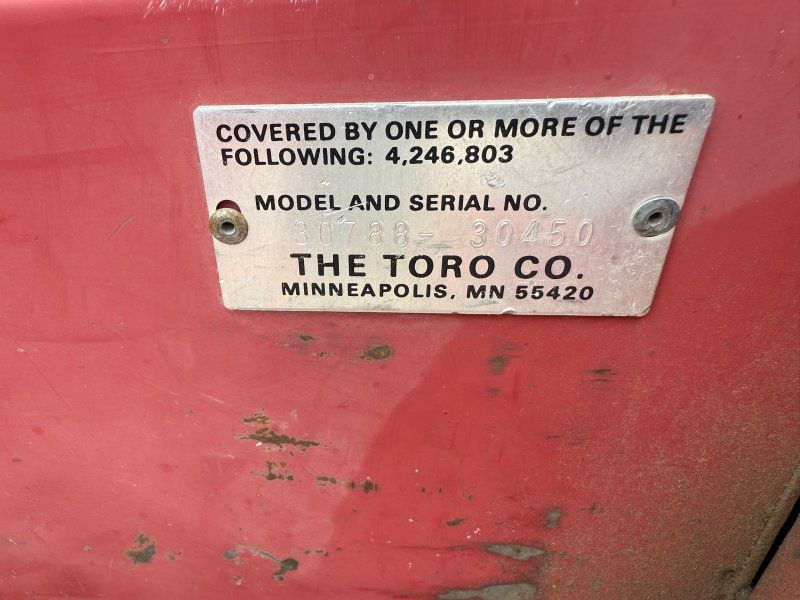 COVERED BY ONE OR MORE OF THE
FOLLOWING: 4,246,803
MODEL AND SERIAL NO.
30788- 30450
THE TORO CO.
MINNEAPOLIS, MN 55420